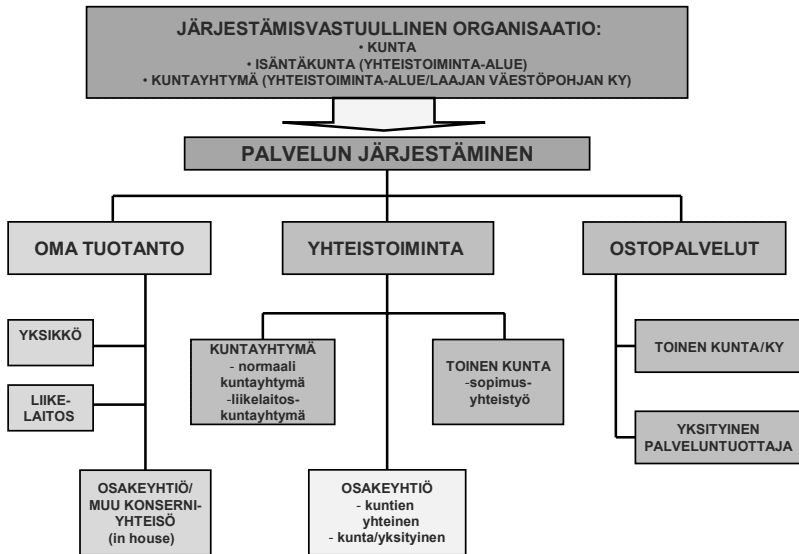 JÄRJESTÄMISVASTUULLINEN ORGANISAATIO:
• KUNTA
• ISÄNTÄKUNTA (YHTEISTOIMINTA-ALUE)
• KUNTAYHTYMÄ (YHTEISTOIMINTA-ALUE/LAAJAN VÄESTÖPOHJAN KY)
PALVELUN JÄRJESTÄMINEN
OMA TUOTANTO
YKSIKKÖ
LIIKE-
LAITOS
OSAKEYHTIÖ/
MUU KONSERNI-
YHTEISÖ
(in house)
YHTEISTOIMINTA
KUNTAYHTYMÄ
- normaali
kuntayhtymä
-liikelaitos-
kuntayhtymä
TOINEN KUNTA
-sopimus-
yhteistyö
OSAKEYHTIÖ
- kuntien
yhteinen
- kunta/yksityinen
OSTOPALVELUT
TOINEN KUNTA/KY
YKSITYINEN
PALVELUNTUOTTAJA